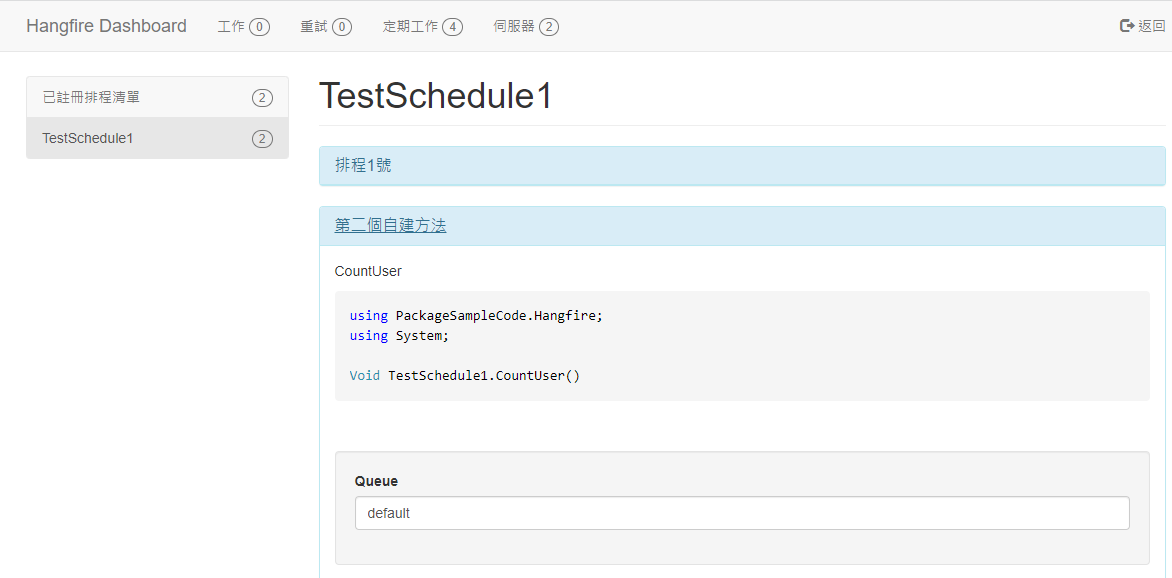 Hangfire Dashboard 工作 0 重試 0 定期工作 4 伺服器 2 返回
已註冊排程清單 2
TestSchedule1 2
TestSchedule1
排程1號
第二個自建方法
CountUser
using PackageSampleCode.Hangfire;
using System;
Void TestSchedule1.CountUser()
Queue
default